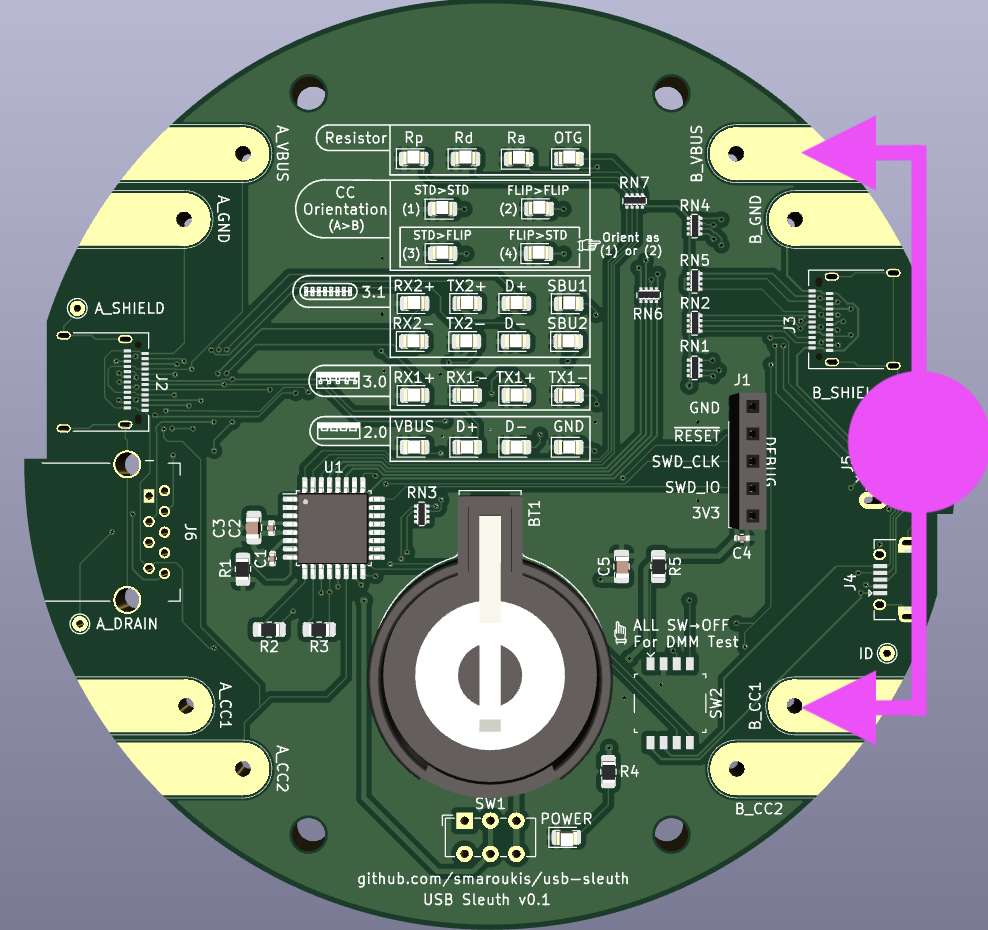 A_VBUS
A_GND
B_VBUS
B_GND
Resistor
Rp Rd Ra OTG
CC
Orientation
(A>B)
STD>STD FLIP>FLIP
(1) (2)
STD>FLIP FLIP>STD
(3) (4)
Orient as
(1) or (2)
RN7
RN4
RN5
RN2
RN6
RN1
3.1
RX2+ TX2+ D+ SBU1
RX2- TX2- D- SBU2
3.0
RX1+ RX1- TX1+ TX1-
2.0
VBUS D+ D- GND
A_SHIELD
J2
J3
J1
GND
RESET
SWD_CLK
SWD_IO
3V3
DEBUG
J5
U1
RN3
BT1
J6
C3
C2
C1
R1
R2
R3
A_DRAIN
C5
R5
C4
J4
ALL SW→OFF
For DMM Test
ID
SW2
A_CC1
A_CC2
B_CC1
B_CC2
R4
SW1
POWER
github.com/smaroukis/usb-sleuth
USB Sleuth v0.1